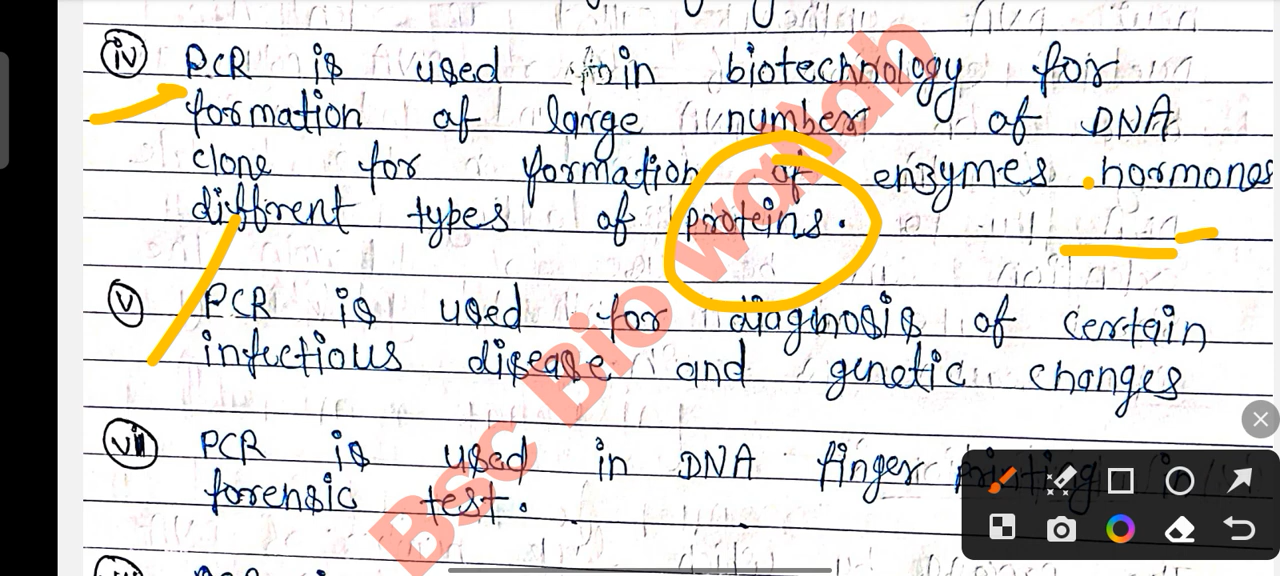 (iv) PCR is used in biotechnology for
formation of large number of DNA
clone for formation of enzymes . hormones
diffrent types of proteins.
(v) PCR is used for diagnosis of certain
infectious disease and genetic changes
(vi) PCR is used in DNA finger printing in
forensic test.
Bsc Bio wallah